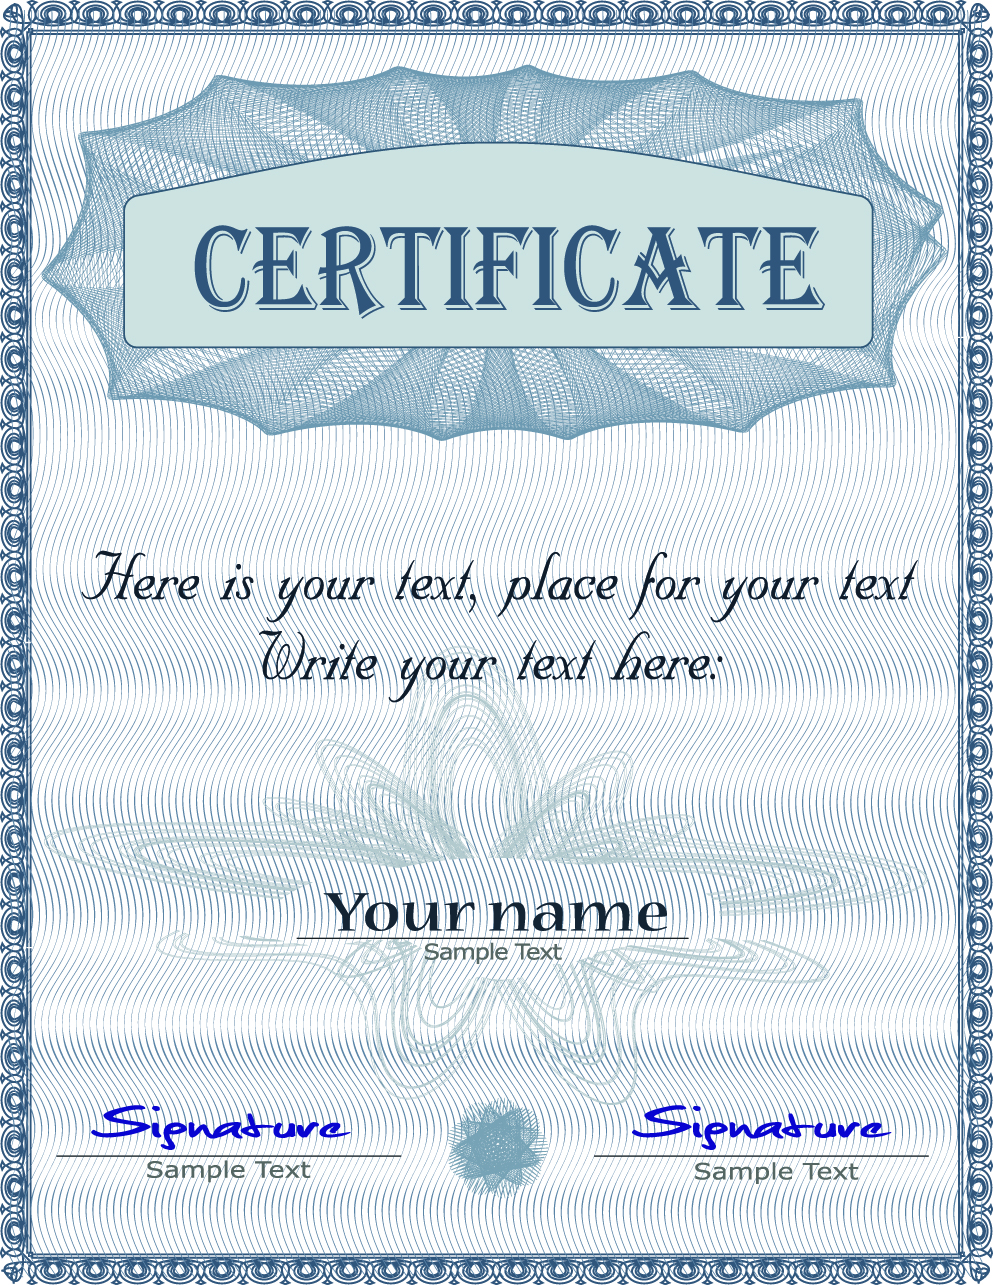 CERTIFICATE
Here is your text, place for your text
Write your text here:
Your name
Sample Text
Signature Signature
Sample Text Sample Text